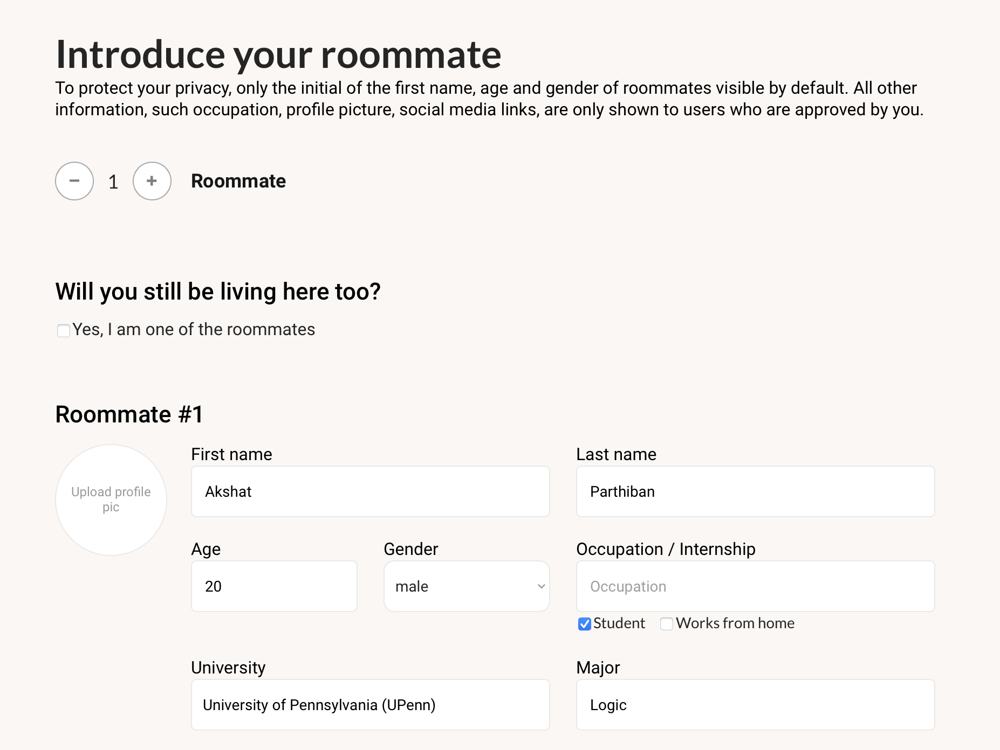 Introduce your roommate
To protect your privacy, only the initial of the first name, age and gender of roommates visible by default. All other
information, such occupation, profile picture, social media links, are only shown to users who are approved by you.
− 1 + Roommate
Will you still be living here too?
Yes, I am one of the roommates
Roommate #1
Upload profile
pic
First name
Last name
Akshat
Parthiban
Age
Gender
Occupation / Internship
20
male
Occupation
Student
Works from home
University
Major
University of Pennsylvania (UPenn)
Logic